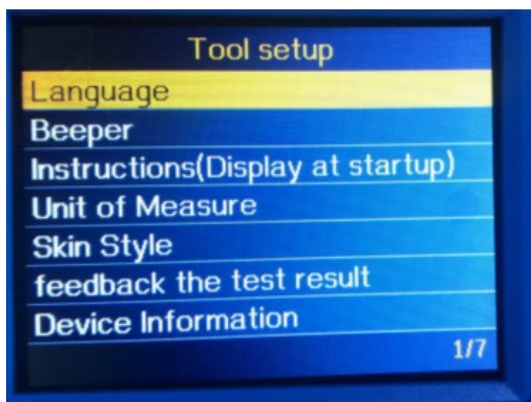 Tool setup
Language
Beeper
Instructions(Display at startup)
Unit of Measure
Skin Style
feedback the test result
Device Information
1/7